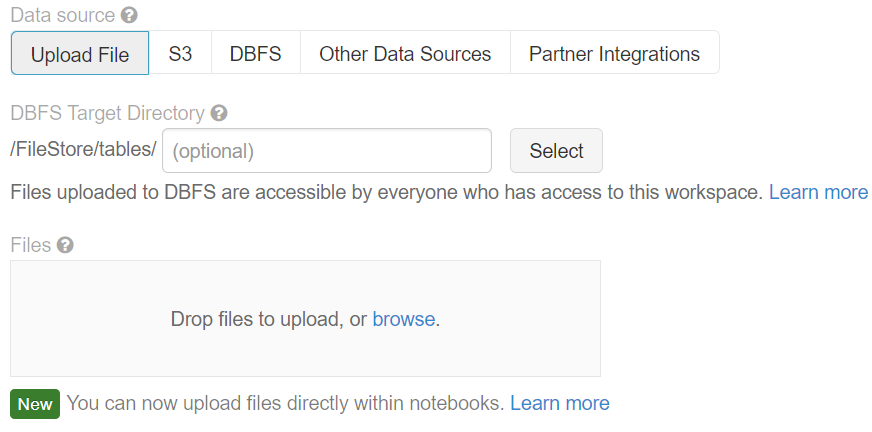 Data source ?
Upload File S3 DBFS Other Data Sources Partner Integrations
DBFS Target Directory ?
/FileStore/tables/ (optional) Select
Files uploaded to DBFS are accessible by everyone who has access to this workspace. Learn more
Files ?
Drop files to upload, or browse.
New You can now upload files directly within notebooks. Learn more